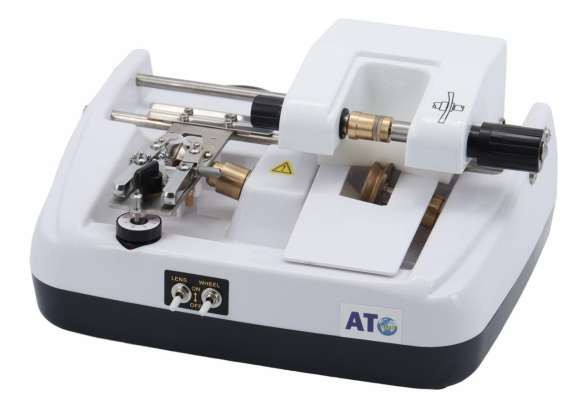 LENS WHEEL
ON
OFF
AT